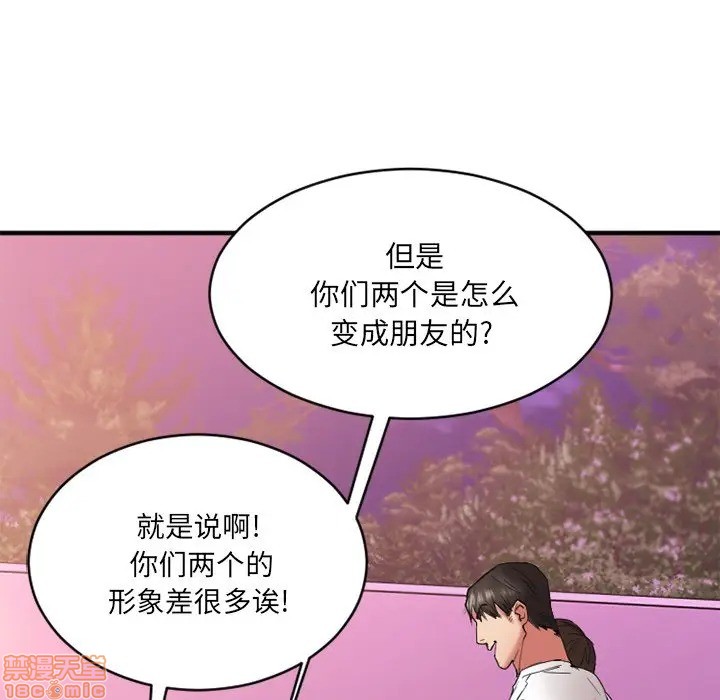 但是
你们两个是怎么
变成朋友的?
就是说啊!
你们两个的
形象差很多诶!
禁漫天堂
18comic